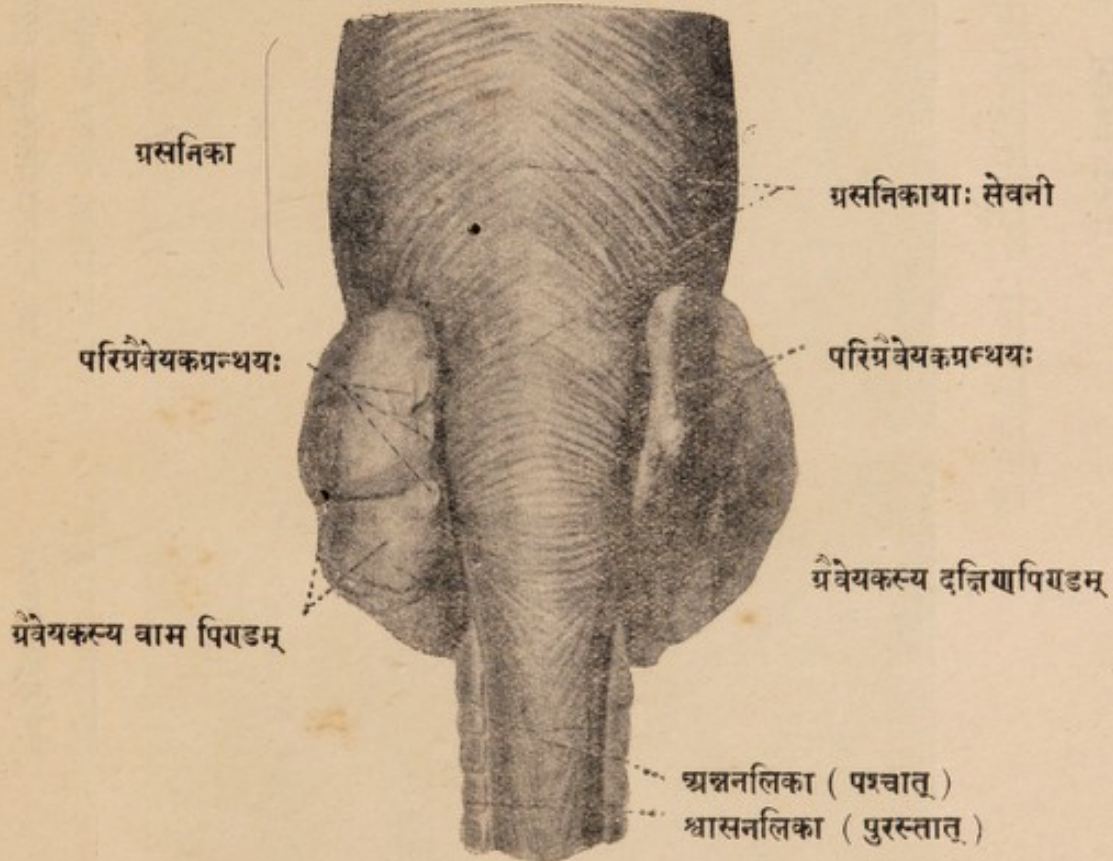 ग्रसनिका
ग्रसनिकायाः सेवनी
परिग्रैवेयकग्रन्थयः
परिग्रैवेयकग्रन्थयः
ग्रैवेयकस्य दक्षिणपिण्डम्
ग्रैवेयकस्य वाम पिण्डम्
अन्ननलिका ( पश्चात् )
श्वासनलिका ( पुरस्तात् )